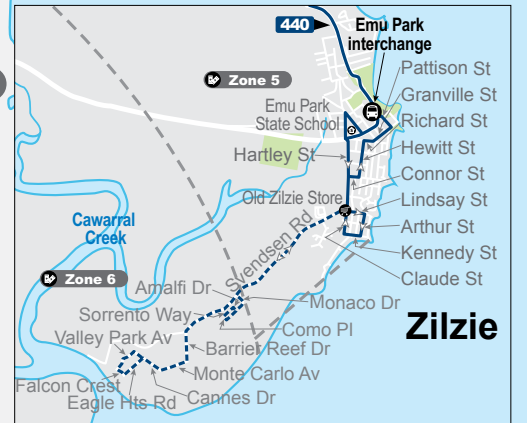 440
Emu Park
interchange
Pattison St
Zone 5
Granville St
Emu Park
State School
Richard St
Hewitt St
Hartley St
Connor St
Old Zilzie Store
Lindsay St
Cawarral
Creek
Svendsen Rd
Arthur St
Kennedy St
Zone 6
Claude St
Amalfi Dr
Monaco Dr
Sorrento Way
Como Pl
Zilzie
Valley Park Av
Barrier Reef Dr
Monte Carlo Av
Falcon Crest
Eagle Hts Rd
Cannes Dr